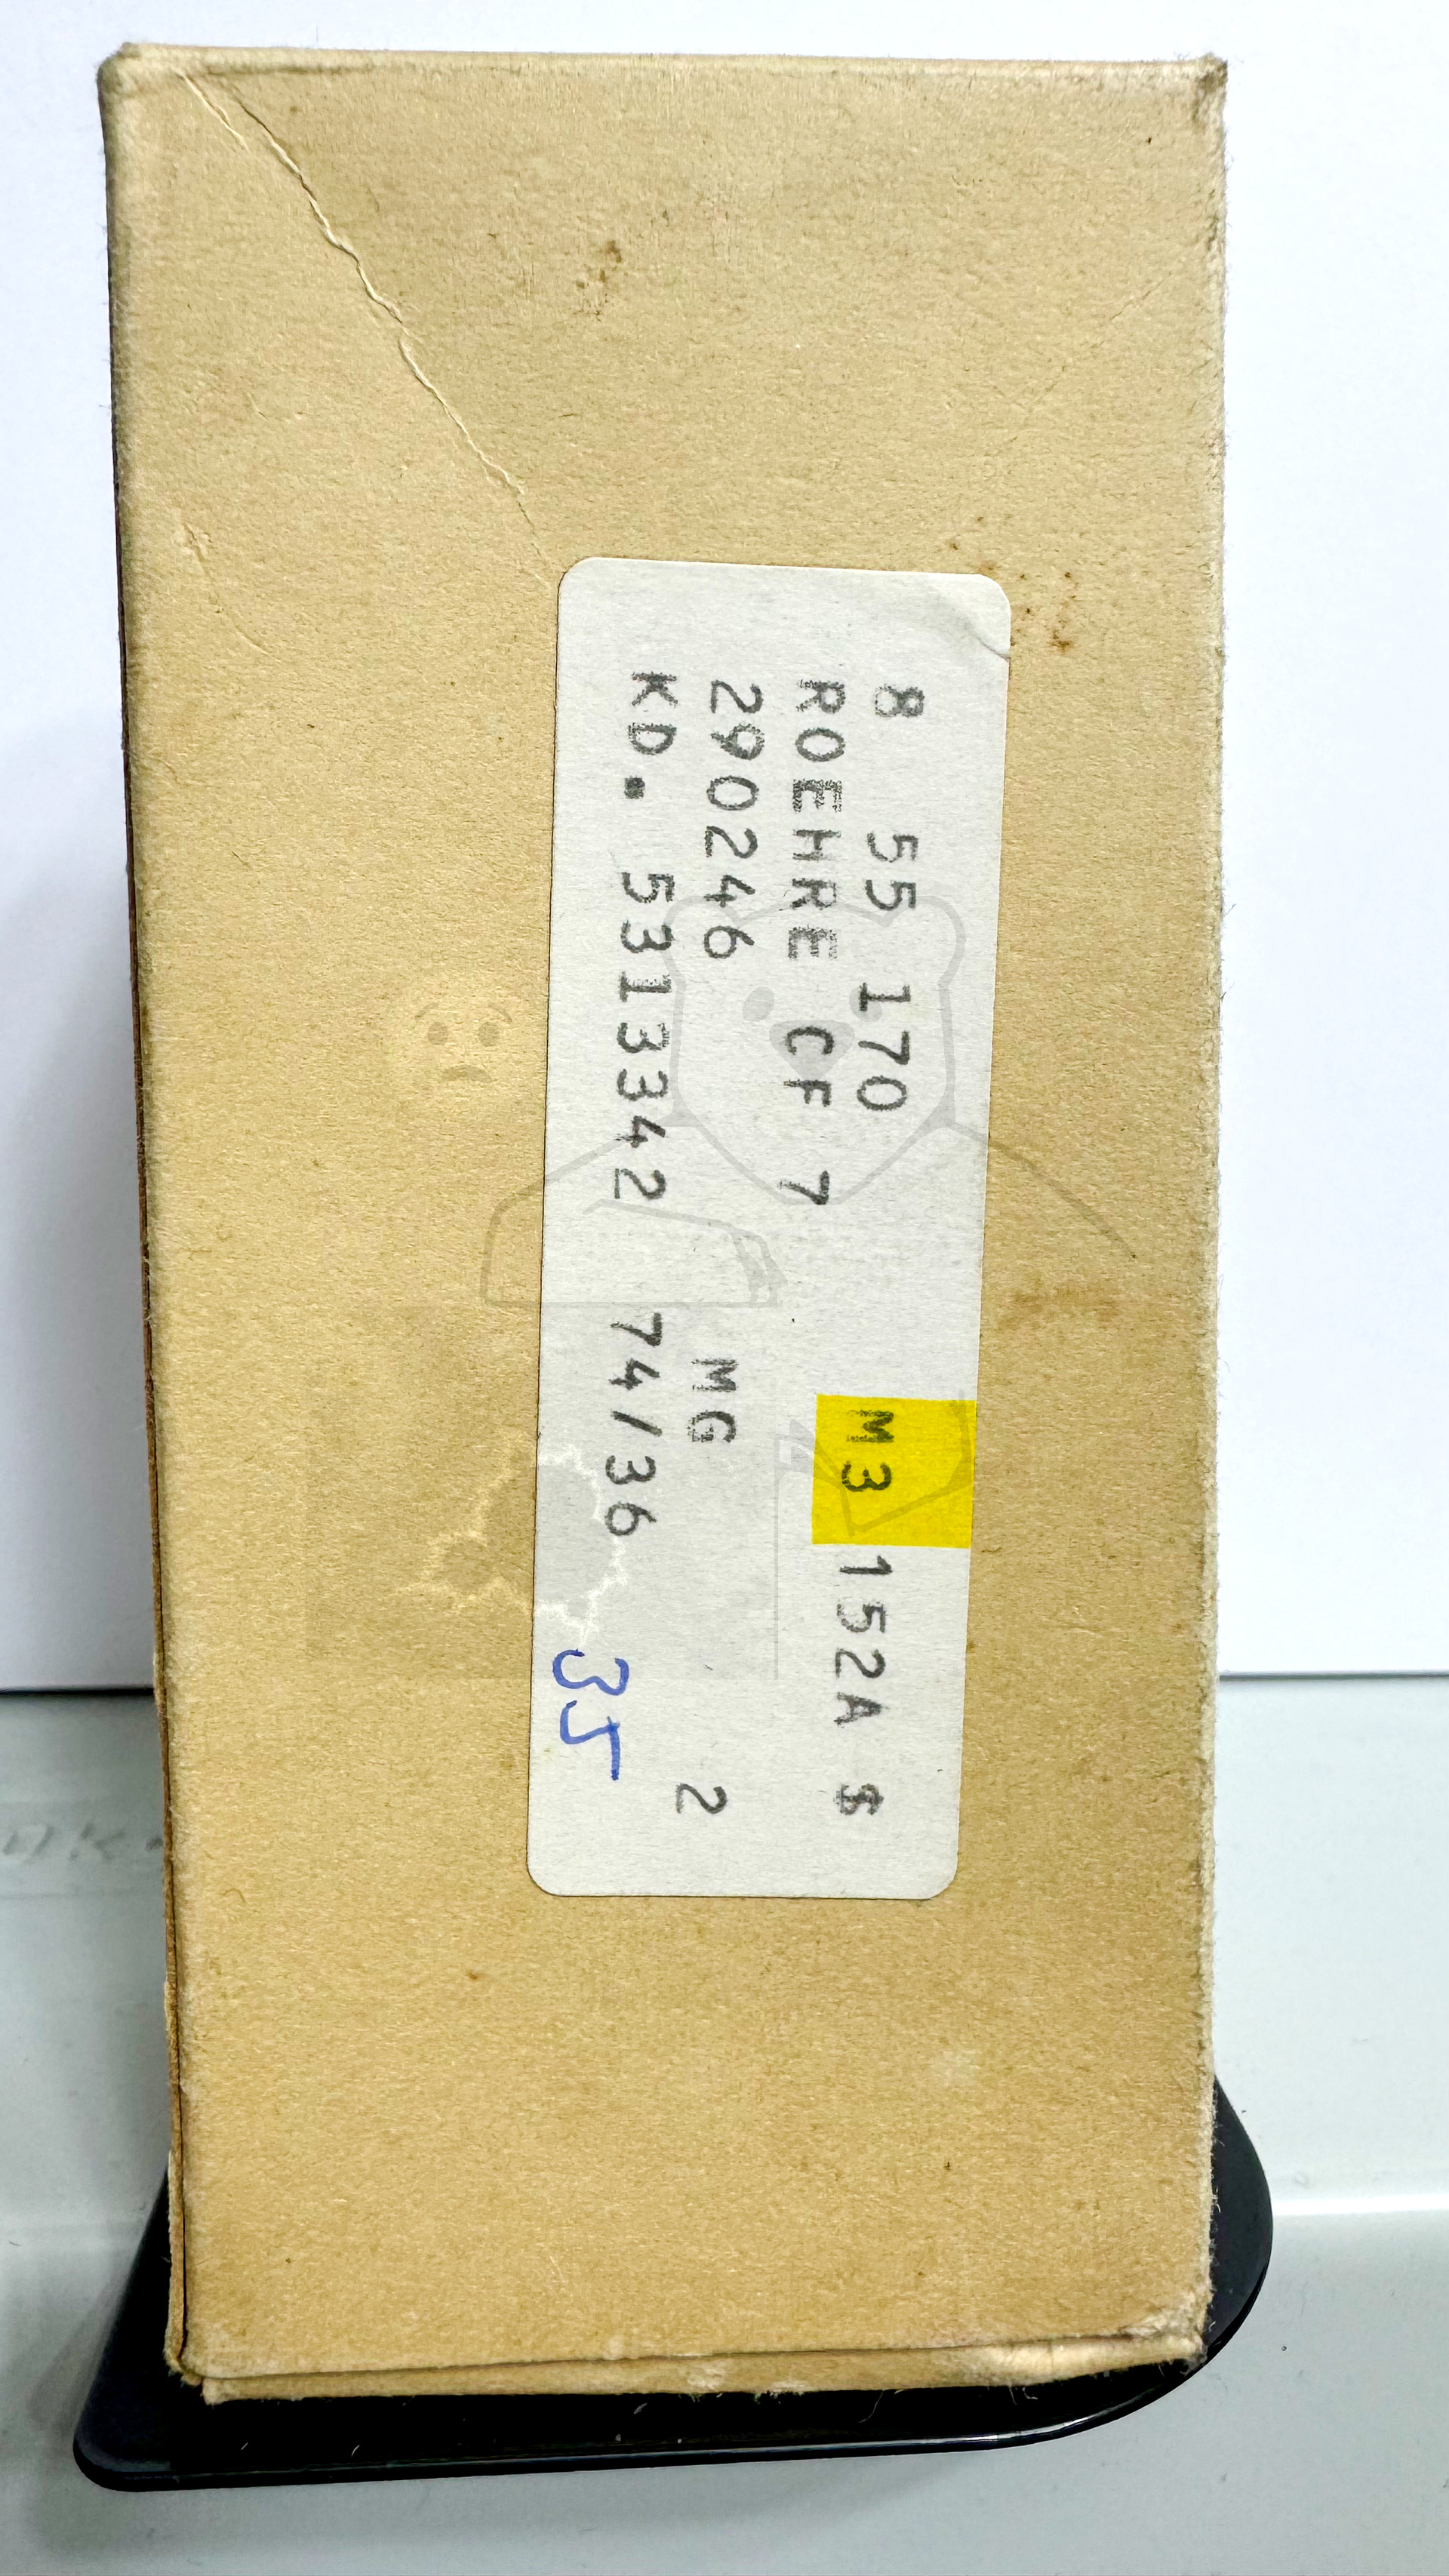 8  55 170  M3 152A $
ROEHRE CF 7
290246  MG  2
KD. 5313342  74/36
35